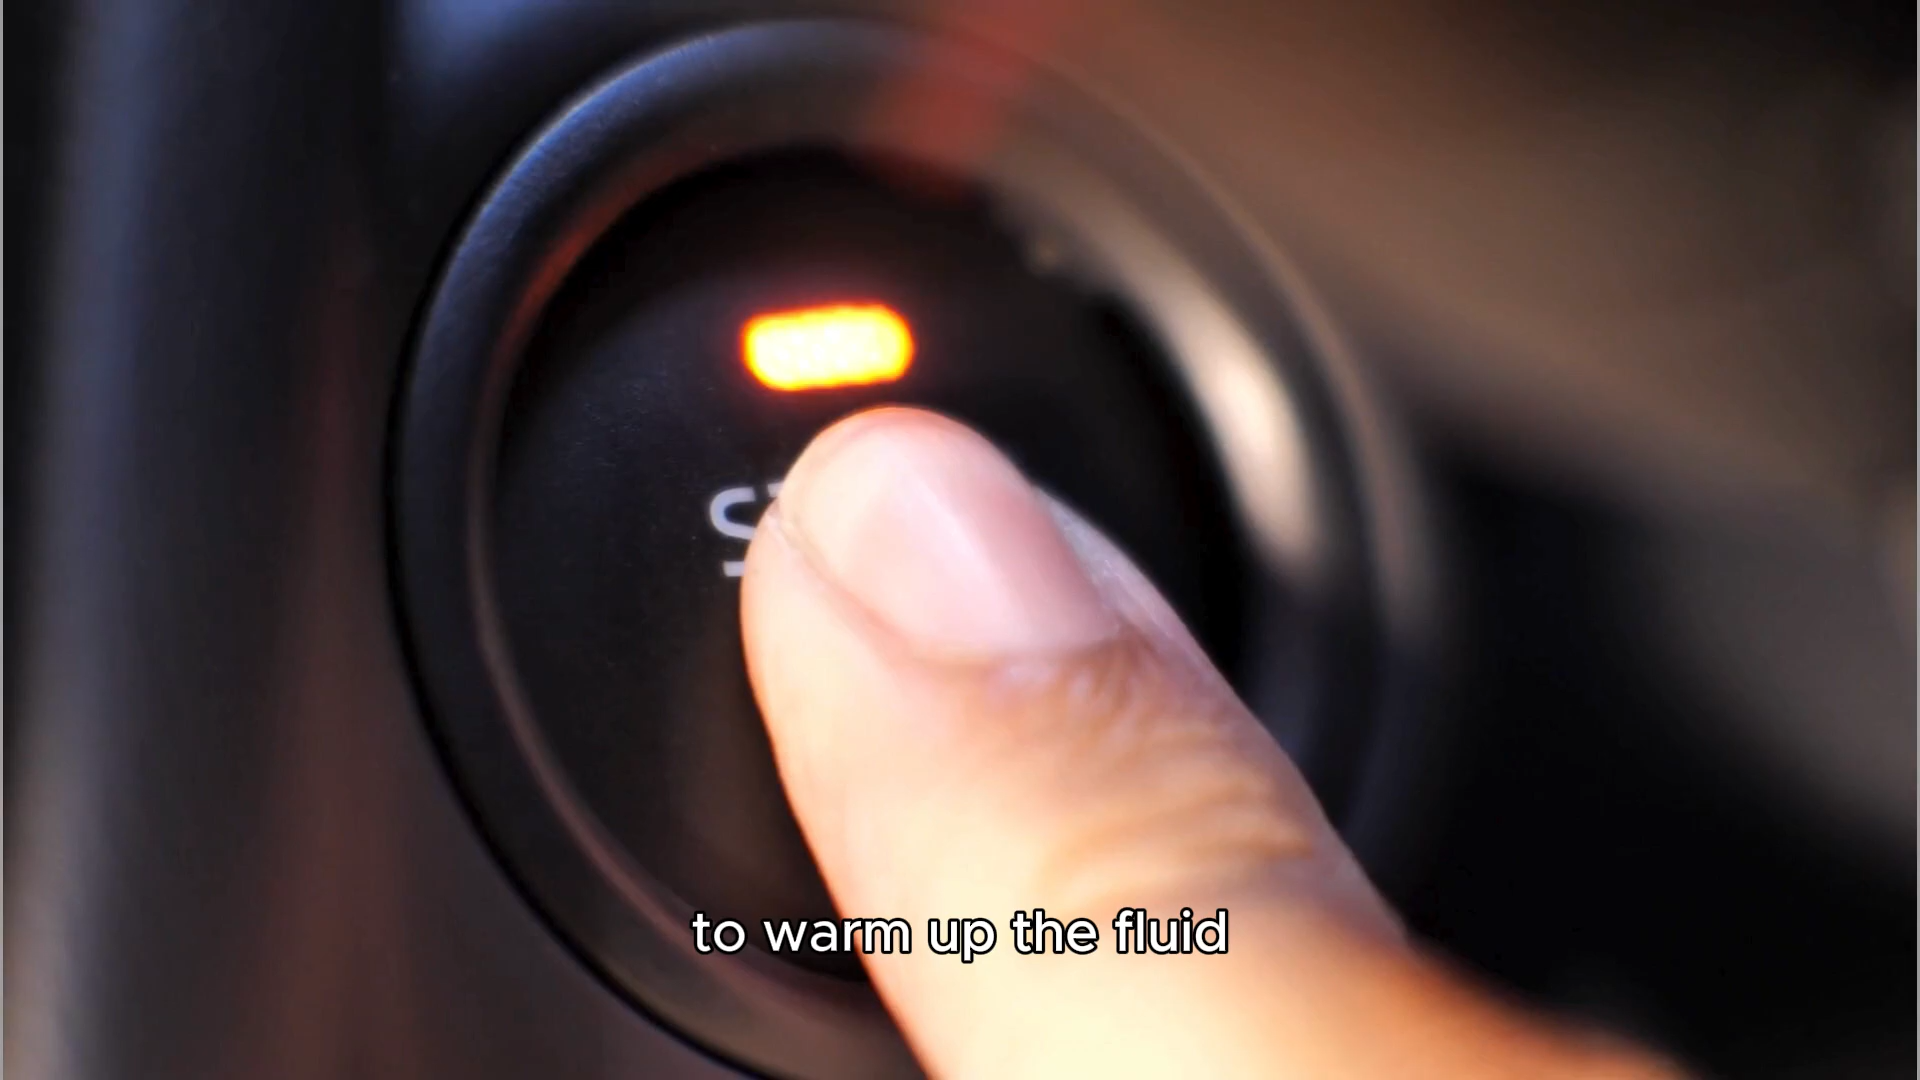 to warm up the fluid